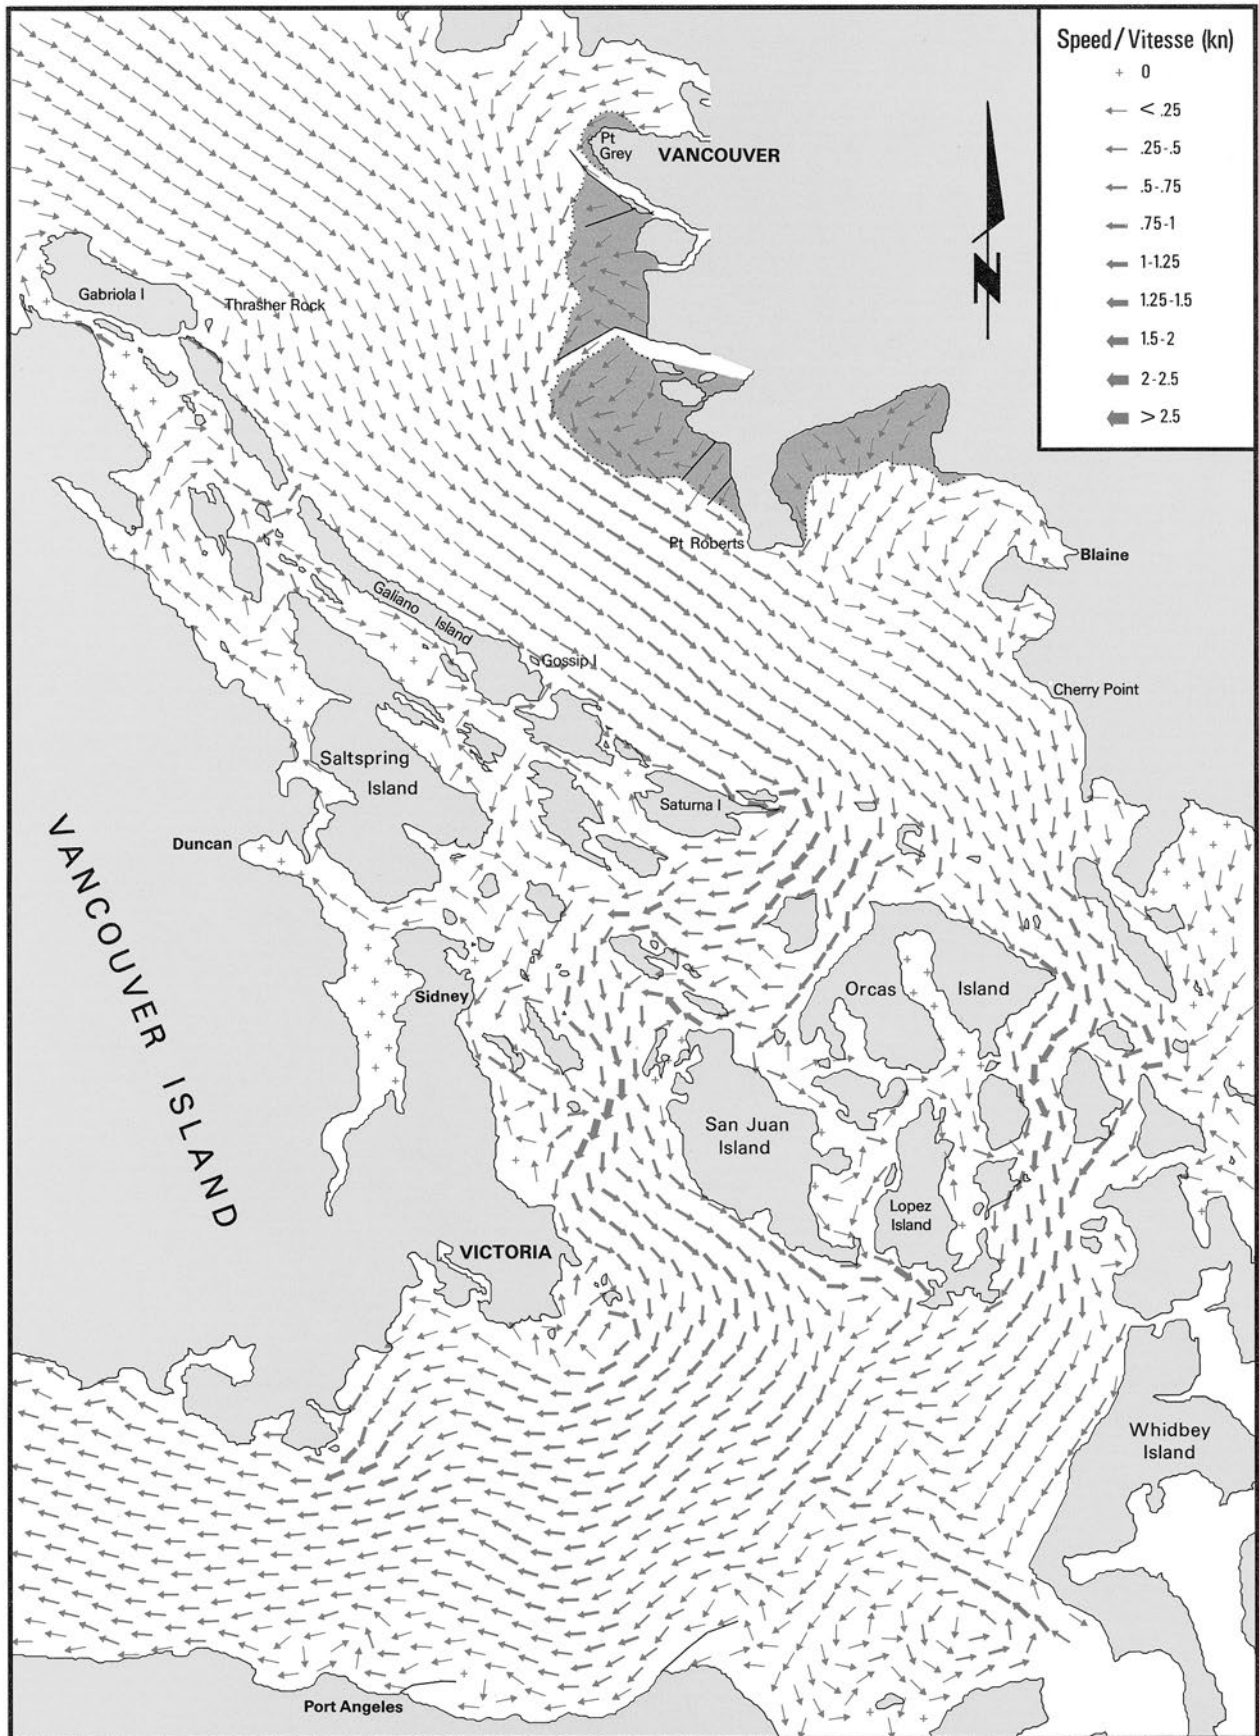 Speed/Vitesse (kn)
0
< .25
.25-.5
.5-.75
.75-1
1-1.25
1.25-1.5
1.5-2
2-2.5
> 2.5
N
Pt
Grey
VANCOUVER
Gabriola I
Thrasher Rock
Pt Roberts
Blaine
Galiano
Island
Gossip I
Cherry Point
Saltspring
Island
Saturna I
Duncan
VANCOUVER ISLAND
Sidney
Orcas
Island
San Juan
Island
Lopez
Island
VICTORIA
Whidbey
Island
Port Angeles